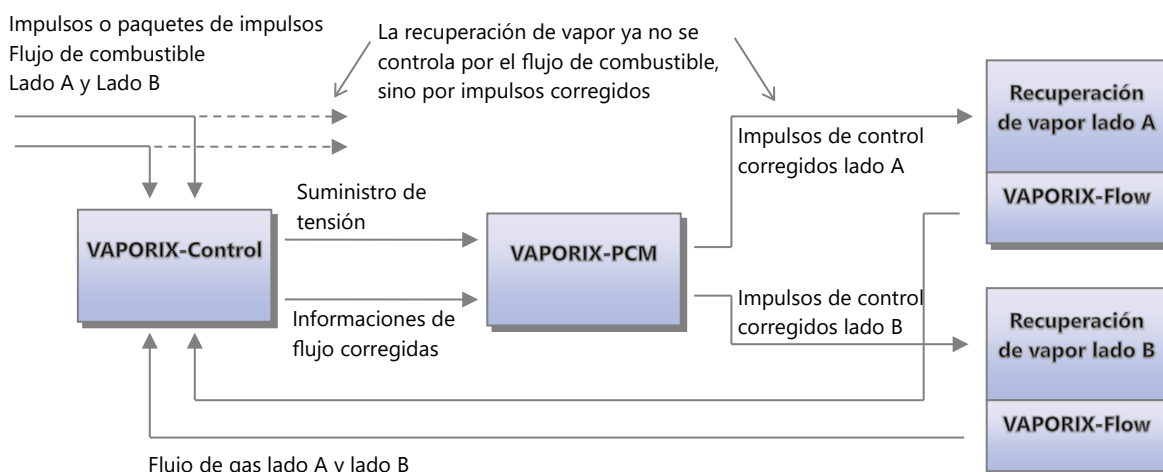 Impulsos o paquetes de impulsos
Flujo de combustible
Lado A y Lado B
La recuperación de vapor ya no se
controla por el flujo de combustible,
sino por impulsos corregidos
Recuperación
de vapor lado A
VAPORIX-Flow
Impulsos de control
corregidos lado A
Suministro de
tensión
VAPORIX-Control
VAPORIX-PCM
Informaciones de
flujo corregidas
Impulsos de control
corregidos lado B
Recuperación
de vapor lado B
VAPORIX-Flow
Flujo de gas lado A y lado B